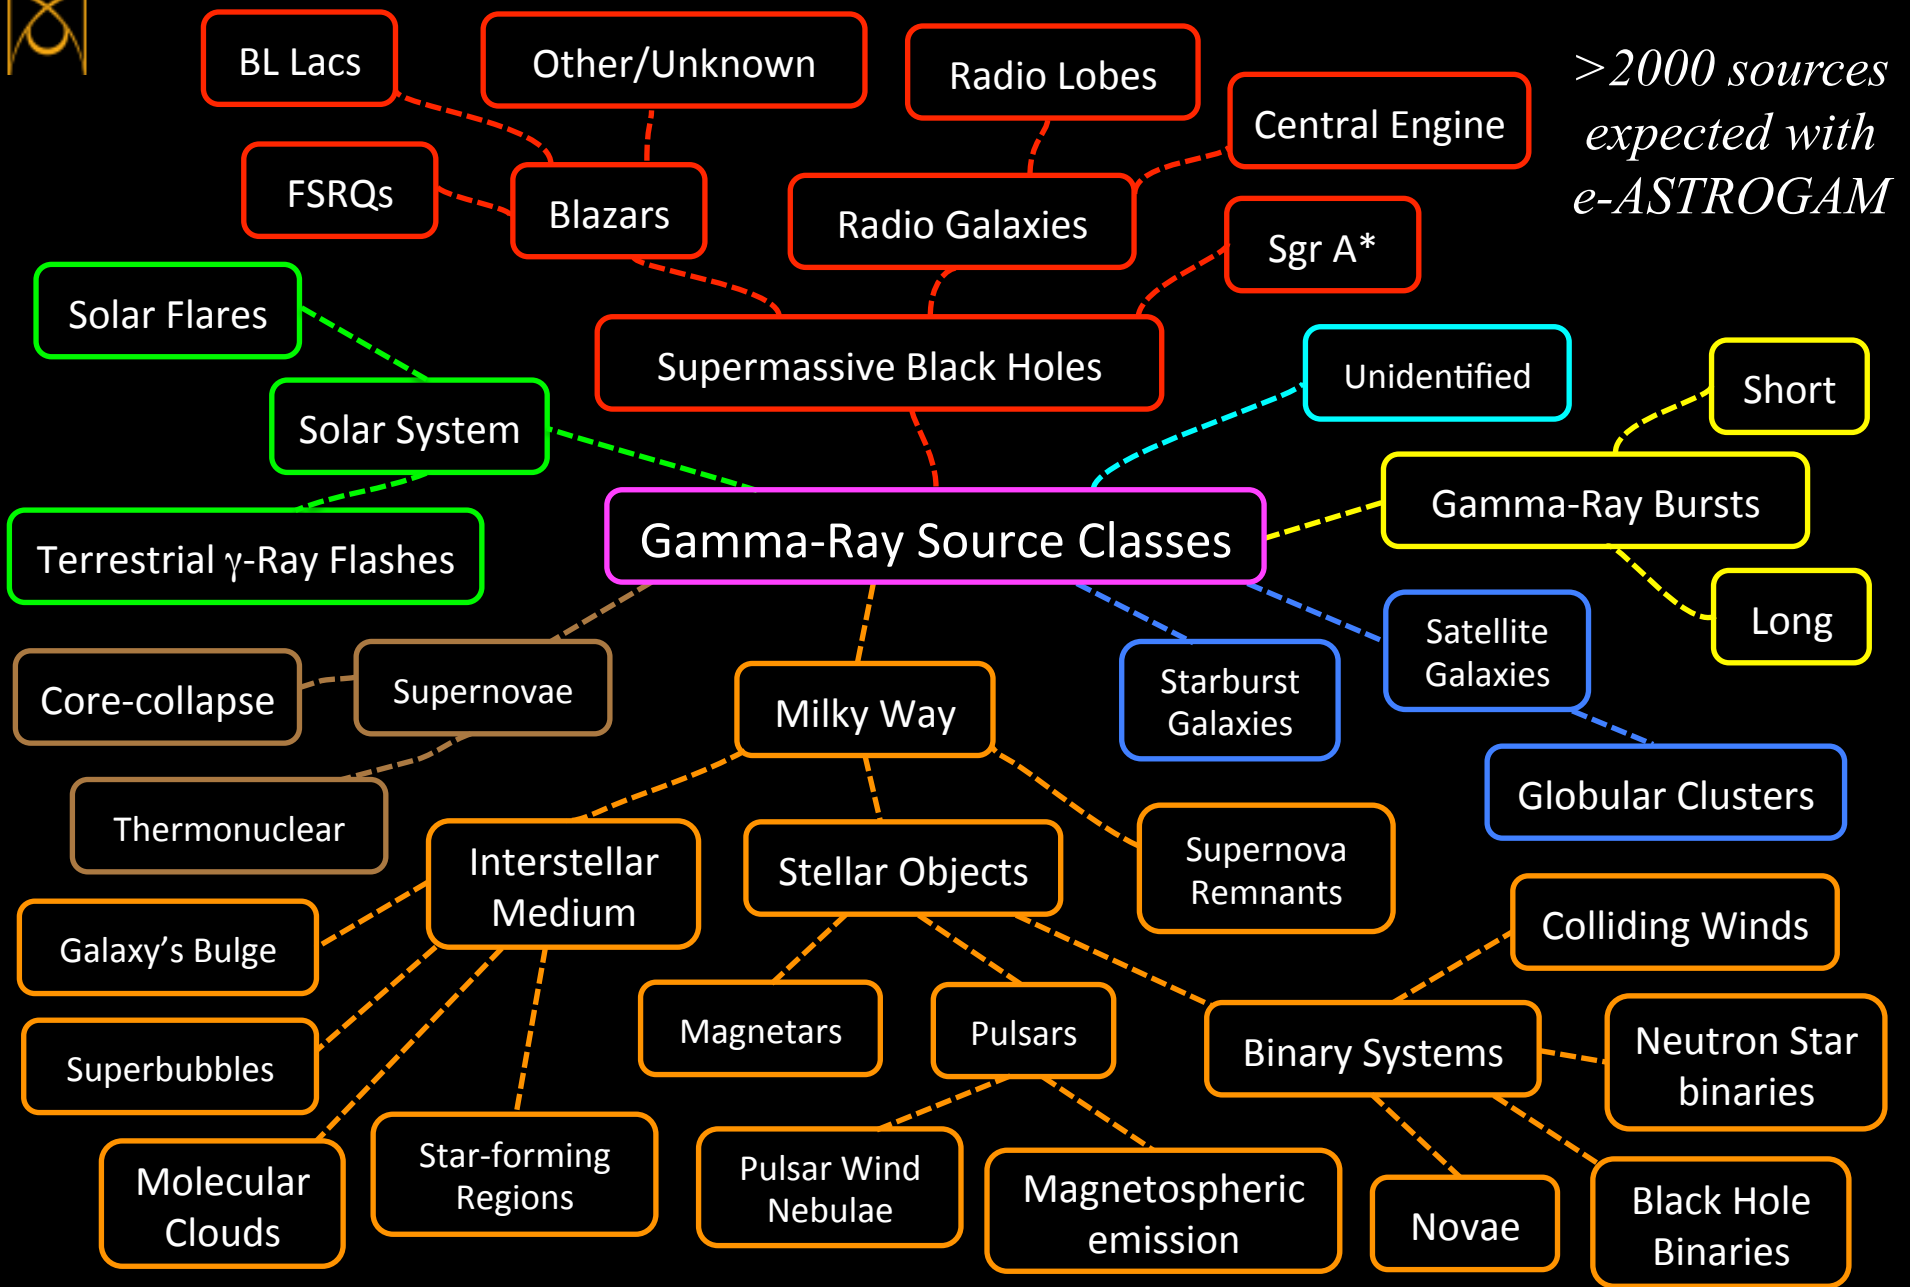 BL Lacs
Other/Unknown
Radio Lobes
Central Engine
>2000 sources
expected with
e-ASTROGAM
FSRQs
Blazars
Radio Galaxies
Sgr A*
Solar Flares
Supermassive Black Holes
Unidentified
Short
Solar System
Gamma-Ray Bursts
Terrestrial γ-Ray Flashes
Gamma-Ray Source Classes
Long
Core-collapse
Supernovae
Milky Way
Starburst
Galaxies
Satellite
Galaxies
Thermonuclear
Globular Clusters
Interstellar
Medium
Stellar Objects
Supernova
Remnants
Galaxy’s Bulge
Colliding Winds
Superbubbles
Magnetars
Pulsars
Binary Systems
Neutron Star
binaries
Molecular
Clouds
Star-forming
Regions
Pulsar Wind
Nebulae
Magnetospheric
emission
Novae
Black Hole
Binaries